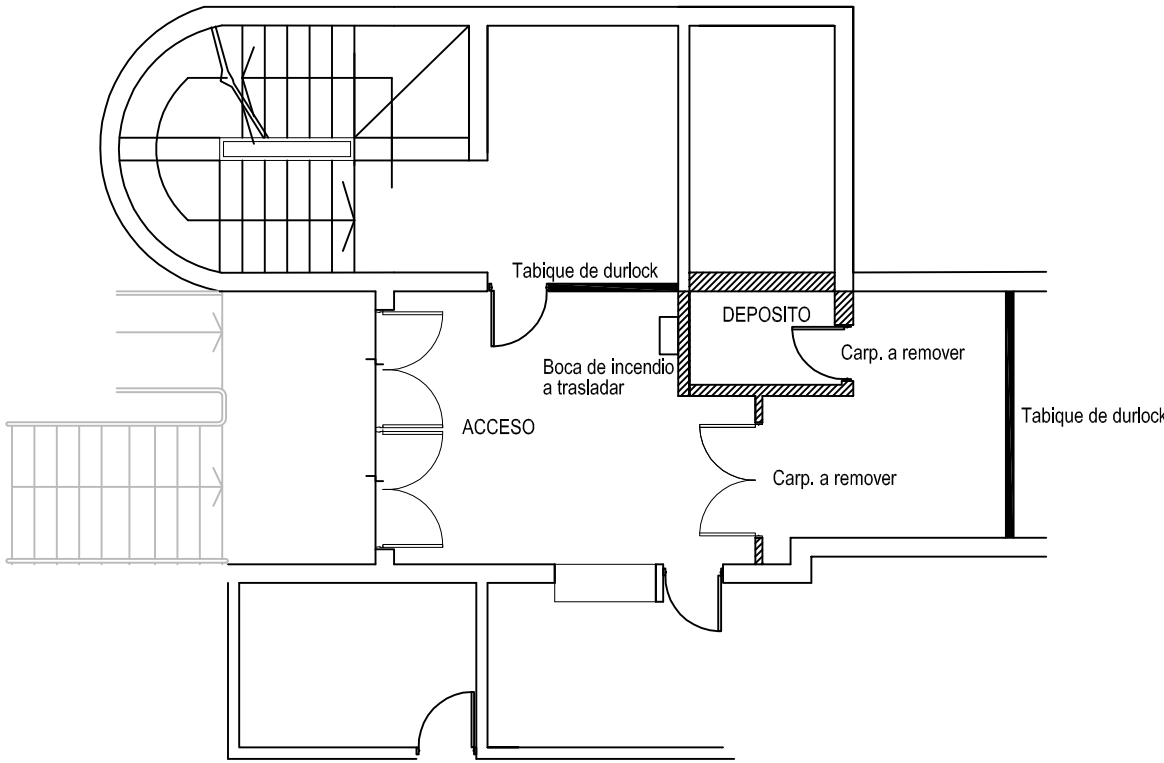 Tabique de durlock
DEPOSITO
Carp. a remover
Boca de incendio
a trasladar
ACCESO
Tabique de durlock
Carp. a remover